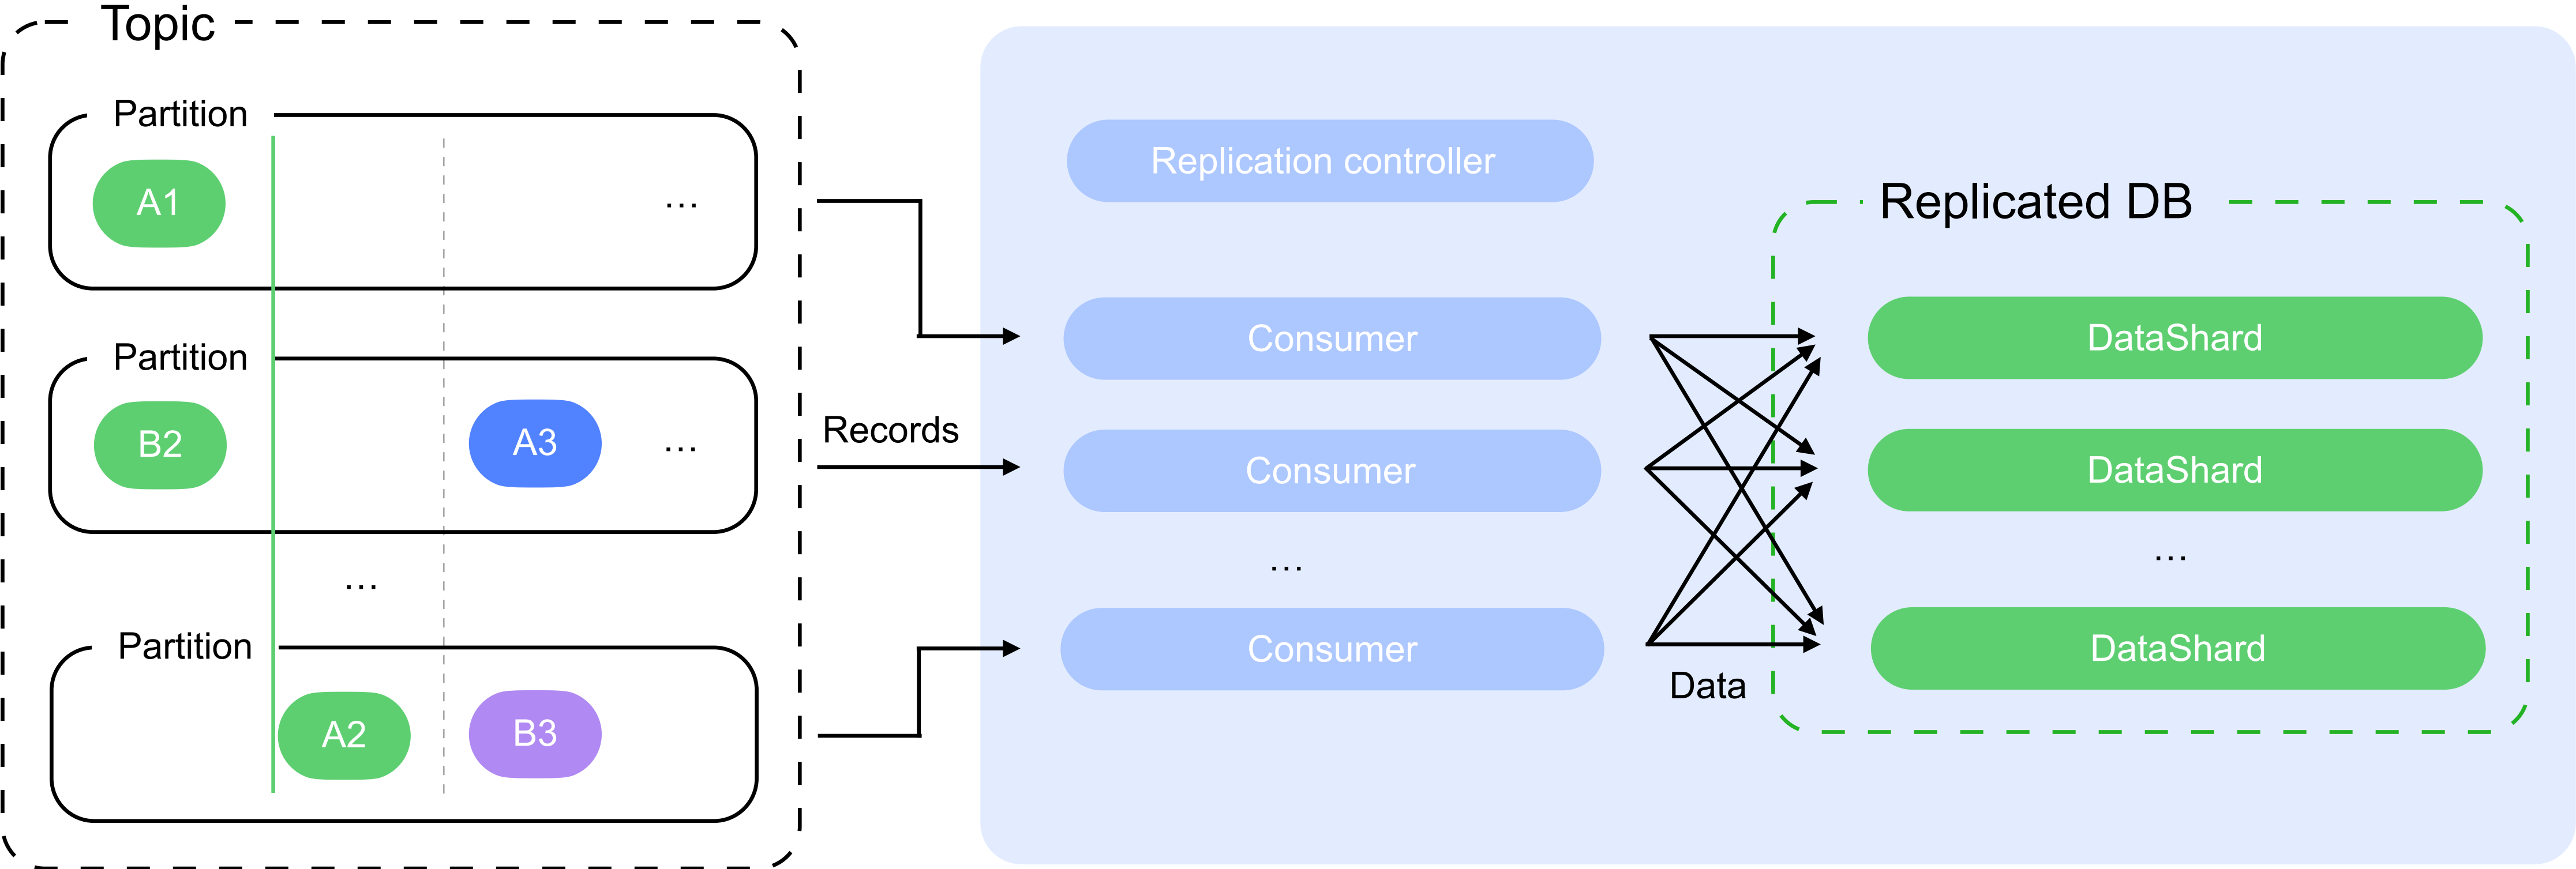 Topic
Partition
A1
...
Partition
B2
A3
...
...
Partition
A2
B3
Records
Replication controller
Consumer
Consumer
...
Consumer
Data
Replicated DB
DataShard
DataShard
...
DataShard